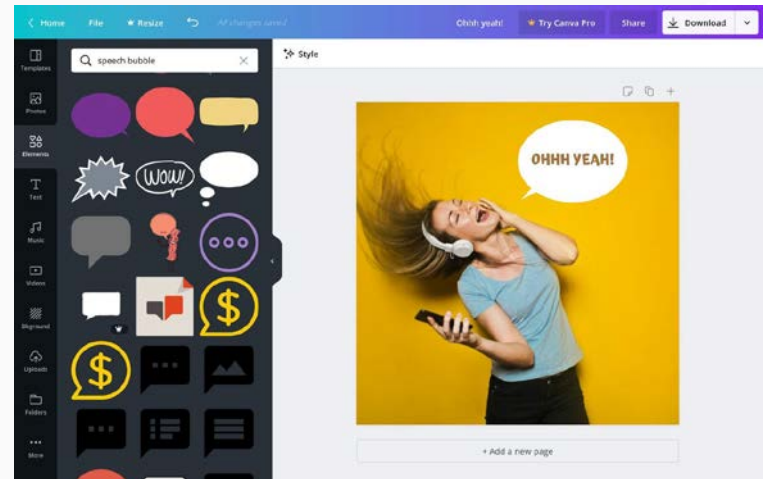 Home File Resize All changes saved Ohhh yeah! Try Canva Pro Share Download
Templates
speech bubble
Style
Photos
Elements
WOW!
OHHH YEAH!
Text
$
Music
Videos
$
Bkground
Uploads
Folders
More
+ Add a new page